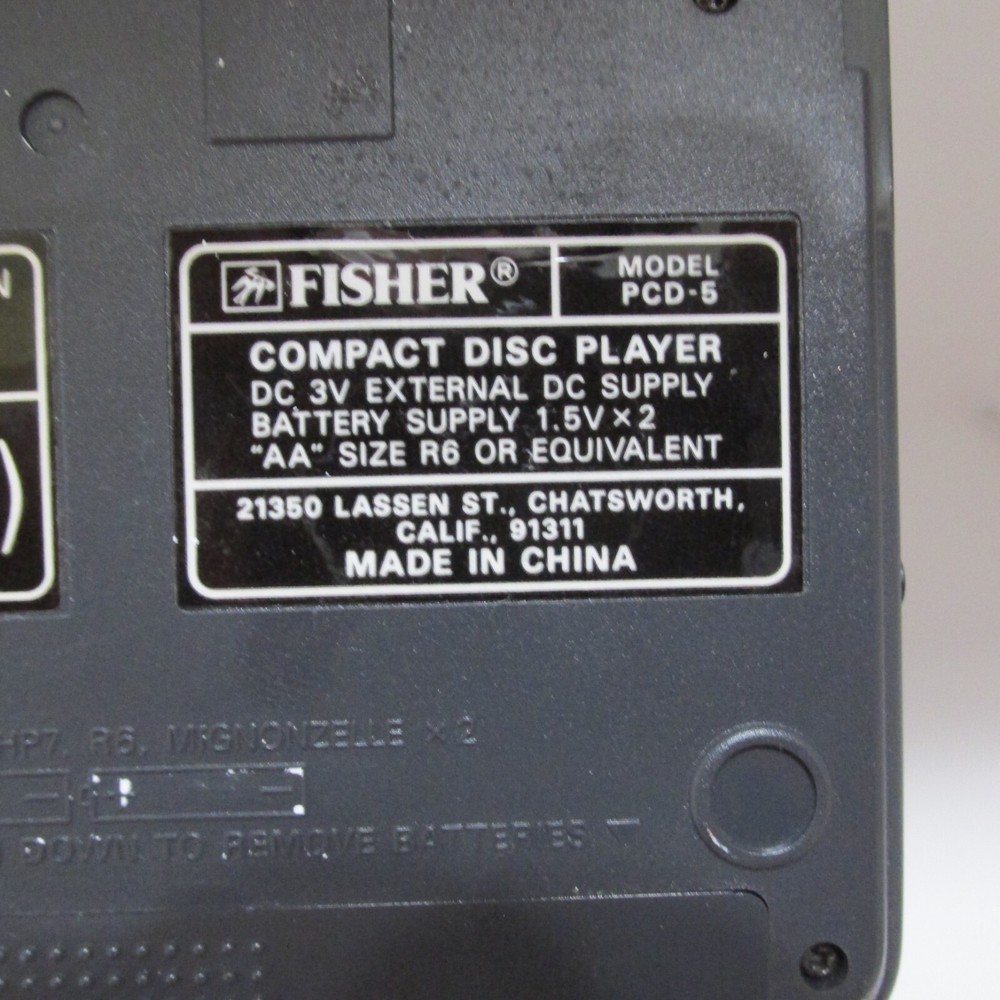 N
FISHER®
MODEL
PCD-5
COMPACT DISC PLAYER
DC 3V EXTERNAL DC SUPPLY
BATTERY SUPPLY 1.5V×2
"AA" SIZE R6 OR EQUIVALENT
21350 LASSEN ST., CHATSWORTH,
CALIF., 91311
MADE IN CHINA
HP7, R6, MIGNONZELLE × 2
DOWN TO REMOVE BATTERIES